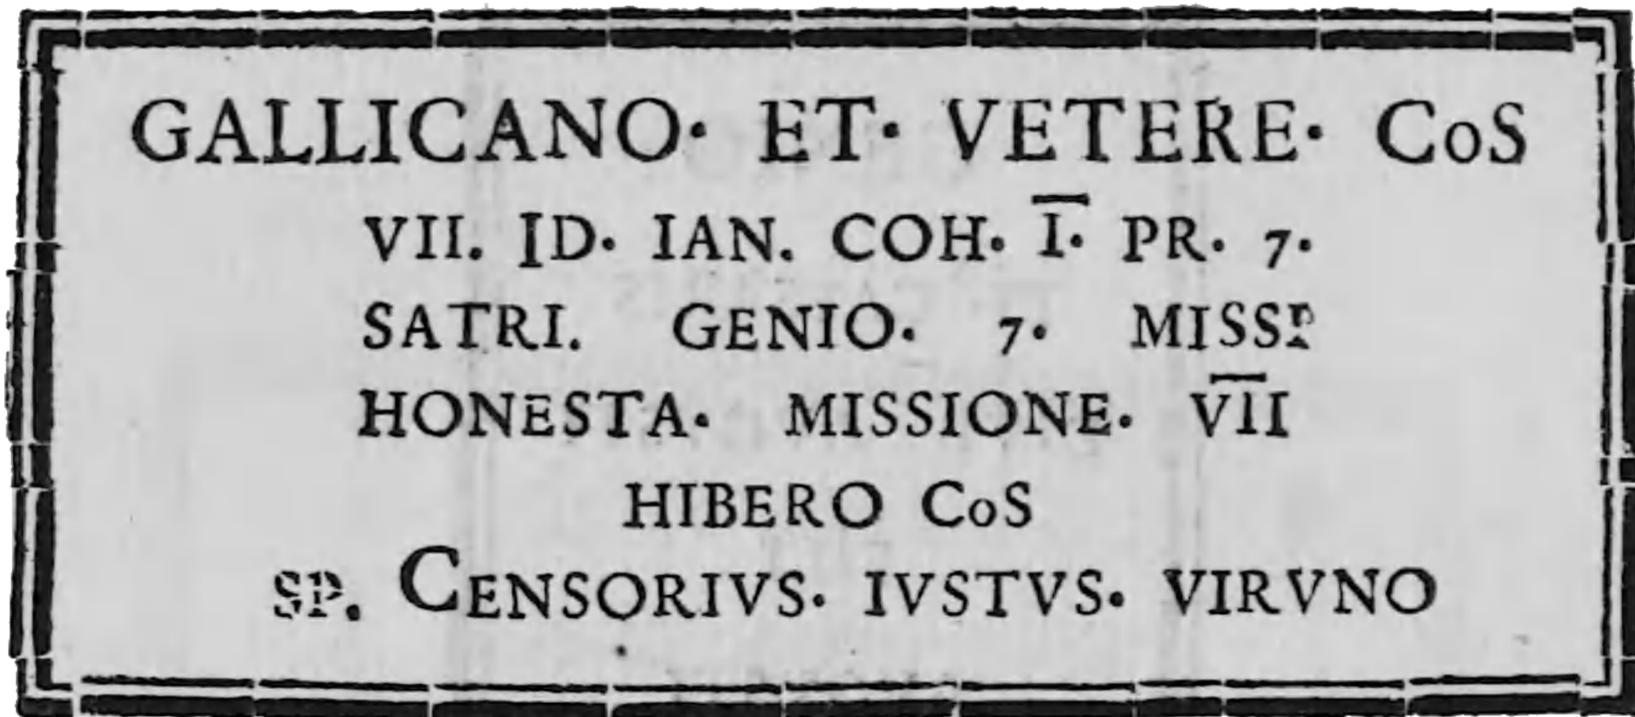 GALLICANO· ET· VETERE· CoS
VII. ID· IAN. COH· I̅· PR· 7·
SATRI. GENIO· 7· MISSI
HONESTA· MISSIONE· V̅I̅I
HIBERO CoS
SP. CENSORIVS· IVSTVS· VIRVNO